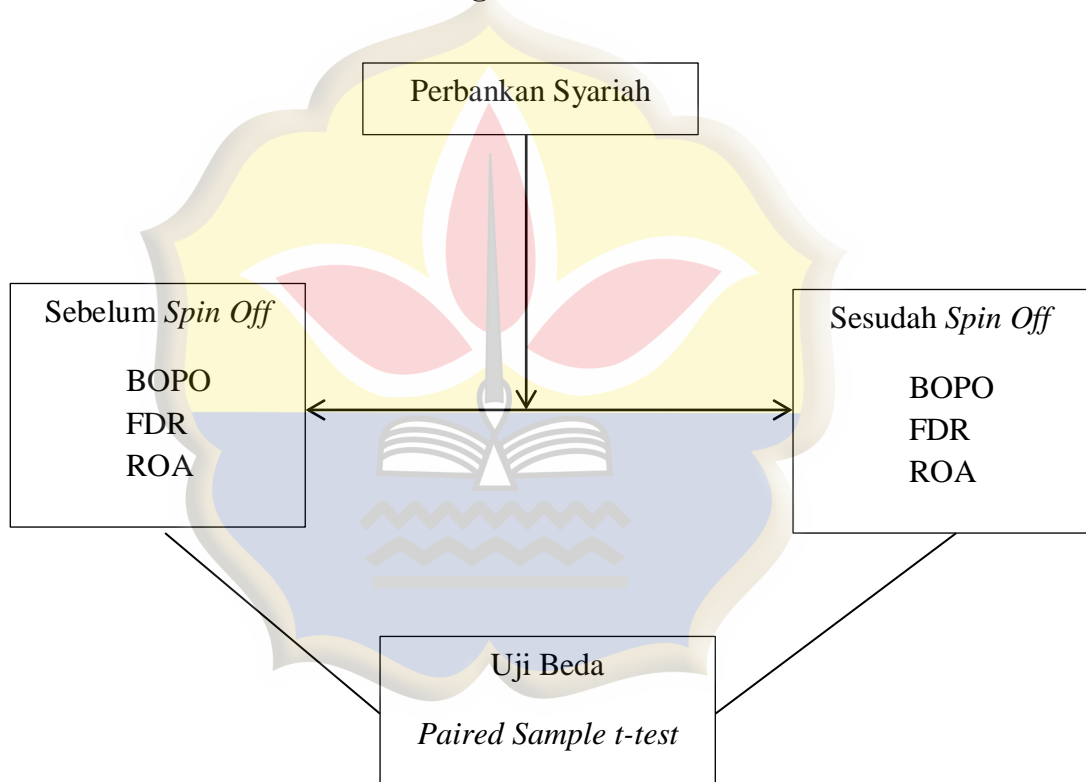 Perbankan Syariah
Sebelum Spin Off
BOPO
FDR
ROA
Sesudah Spin Off
BOPO
FDR
ROA
Uji Beda
Paired Sample t-test